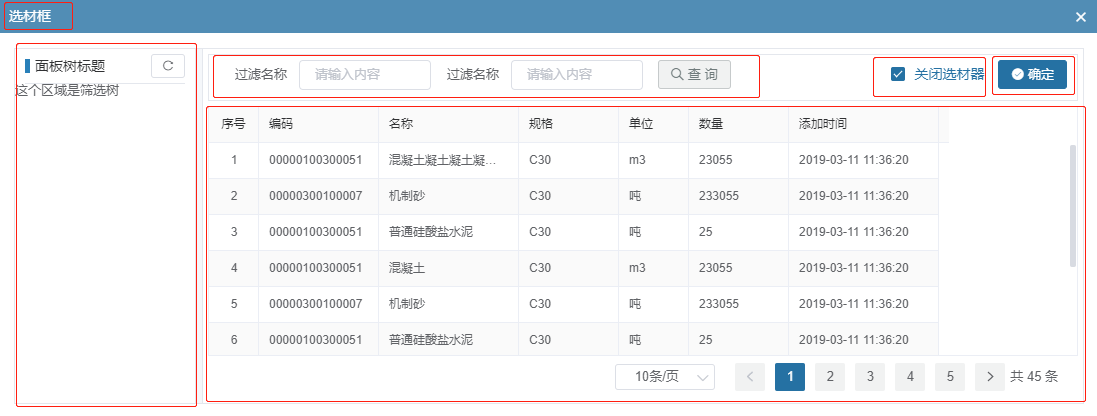 选材框
面板树标题
这个区域是筛选树
过滤名称 请输入内容 过滤名称 请输入内容 查 询 关闭选材器 确定
序号 编码 名称 规格 单位 数量 添加时间
1 00000100300051 混凝土凝土凝土凝... C30 m3 23055 2019-03-11 11:36:20
2 00000300100007 机制砂 C30 吨 233055 2019-03-11 11:36:20
3 00000100300051 普通硅酸盐水泥 C30 吨 25 2019-03-11 11:36:20
4 00000100300051 混凝土 C30 m3 23055 2019-03-11 11:36:20
5 00000300100007 机制砂 C30 吨 233055 2019-03-11 11:36:20
6 00000100300051 普通硅酸盐水泥 C30 吨 25 2019-03-11 11:36:20
10条/页 1 2 3 4 5 共 45 条